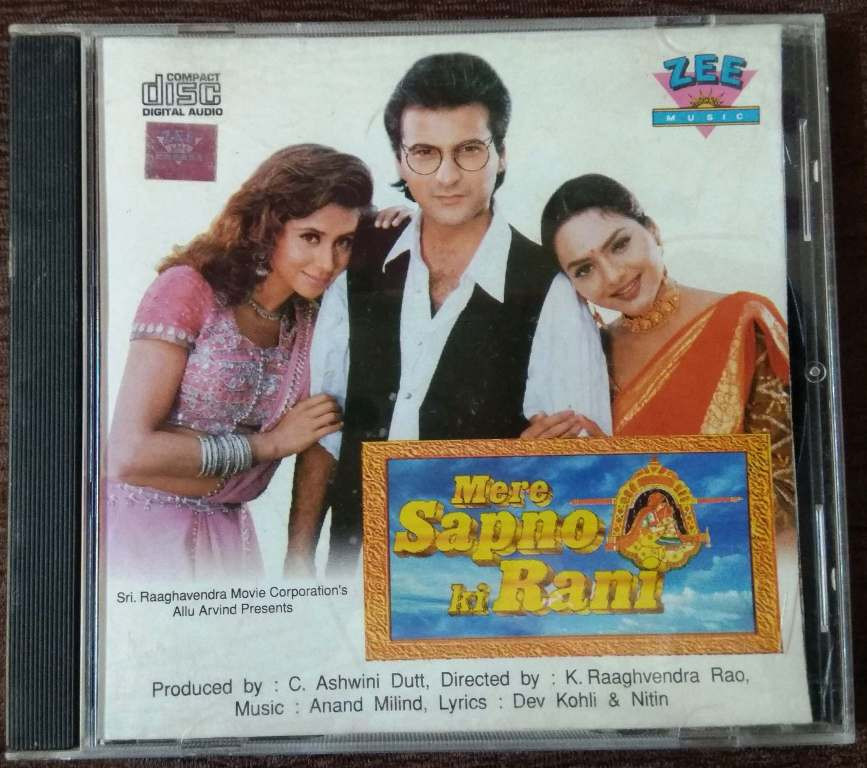 COMPACT
disc
DIGITAL AUDIO
ZEE
MUSIC
Mere
Sapno
ki Rani
Sri. Raaghavendra Movie Corporation's
Allu Arvind Presents
Produced by : C. Ashwini Dutt, Directed by : K. Raaghvendra Rao,
Music : Anand Milind, Lyrics : Dev Kohli & Nitin